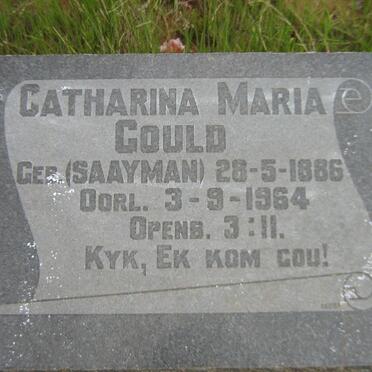 CATHARINA MARIA
GOULD
GEB. (SAAYMAN) 28-5-1886
OORL. 3-9-1964
OPENB. 3:11.
KYK, EK KOM GOU!